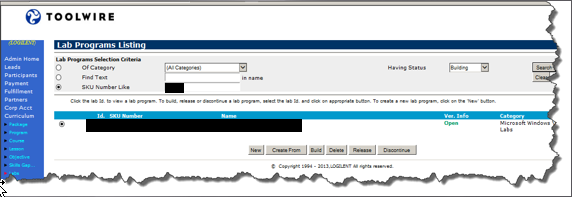 TOOLWIRE
(LOGILENT)
Admin Home
Leads
Participants
Payment
Fulfillment
Partners
Corp Acct
Curriculum
Package
Program
Course
Lesson
Objective
Skills Gap...
Labs
Lab Programs Listing
Lab Programs Selection Criteria
Of Category (All Categories) Having Status Building Search
Find Text in name Clear
SKU Number Like
Click the lab Id. to view a lab program. To build, release or discontinue a lab program, select the lab Id. and click on appropriate button. To create a new lab program, click on the 'New' button.
Id. SKU Number Name Ver. Info Category
Open Microsoft Windows
Labs
New Create From Build Delete Release Discontinue
© Copyright 1994 - 2013,LOGILENT All rights reserved.